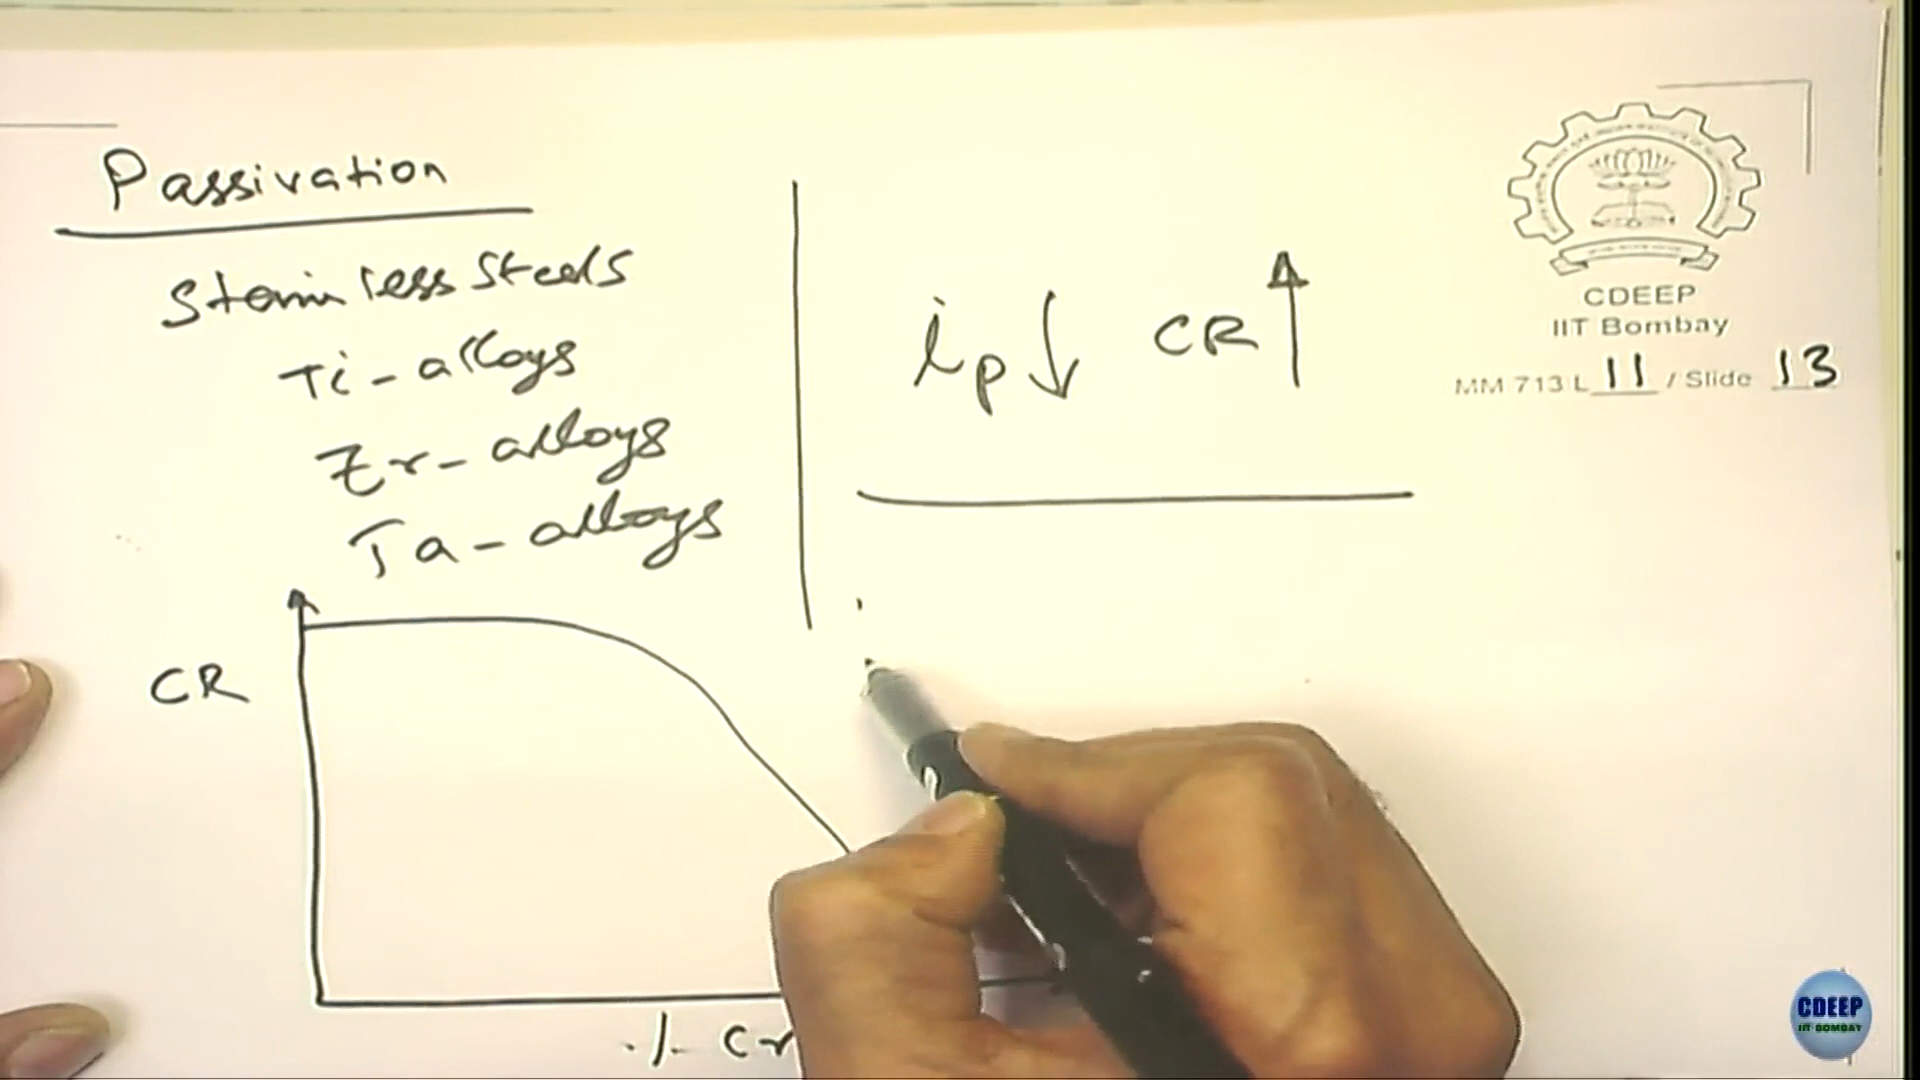 Passivation
Stainless Steels
Ti - alloys
Zr - alloys
Ta - alloys
ip ↓ CR ↑
CDEEP
IIT Bombay
MM 713 L 11 / Slide 13
CR
% Cr
CDEEP
IIT BOMBAY